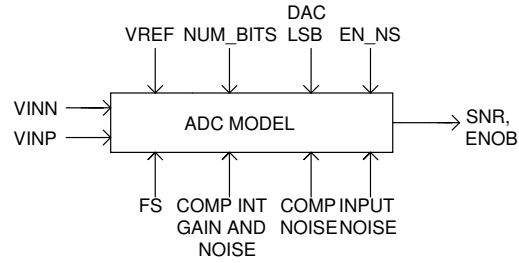 VREF NUM_BITS DAC LSB EN_NS
VINN
VINP
ADC MODEL
SNR,
ENOB
FS COMP INT GAIN AND NOISE COMP NOISE INPUT NOISE